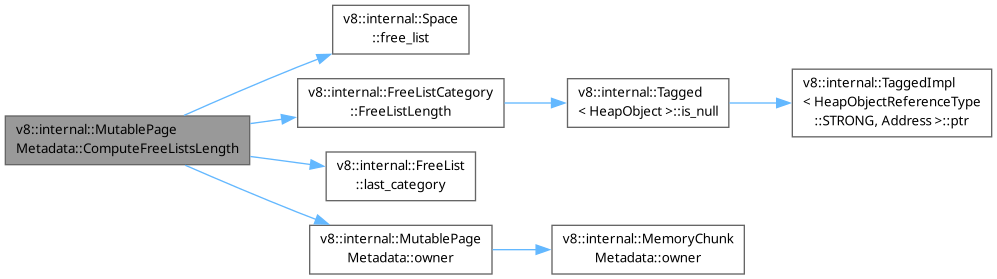 v8::internal::Space
::free_list
v8::internal::FreeListCategory
::FreeListLength
v8::internal::Tagged
< HeapObject >::is_null
v8::internal::TaggedImpl
< HeapObjectReferenceType
::STRONG, Address >::ptr
v8::internal::MutablePage
Metadata::ComputeFreeListsLength
v8::internal::FreeList
::last_category
v8::internal::MutablePage
Metadata::owner
v8::internal::MemoryChunk
Metadata::owner